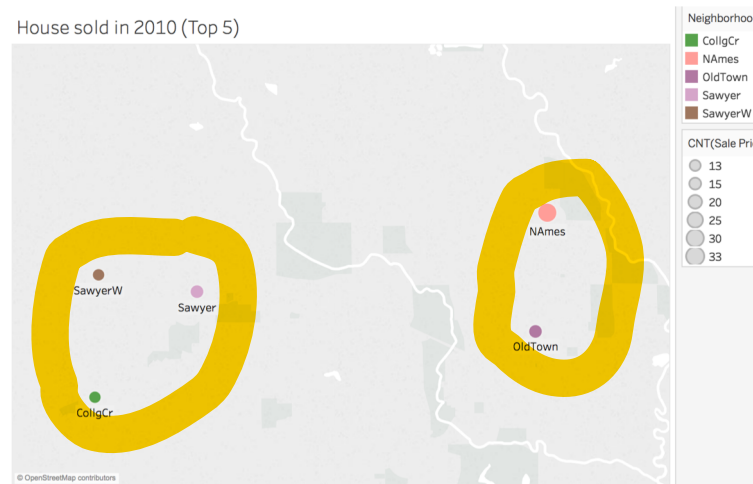 House sold in 2010 (Top 5)
NAmes
SawyerW
Sawyer
OldTown
CollgCr
© OpenStreetMap contributors
Neighborhoo
CollgCr
NAmes
OldTown
Sawyer
SawyerW
CNT(Sale Pri
13
15
20
25
30
33